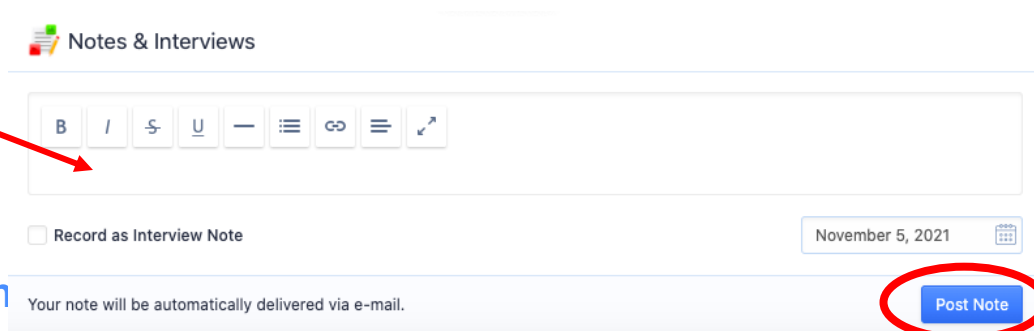 Notes & Interviews
B I S U
Record as Interview Note
November 5, 2021
Your note will be automatically delivered via e-mail.
Post Note